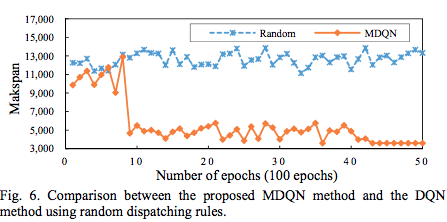 17,000
Random
MDQN
15,000
13,000
11,000
9,000
7,000
5,000
3,000
Makspan
0
10
20
30
40
50
Number of epochs (100 epochs)
Fig. 6. Comparison between the proposed MDQN method and the DQN
method using random dispatching rules.